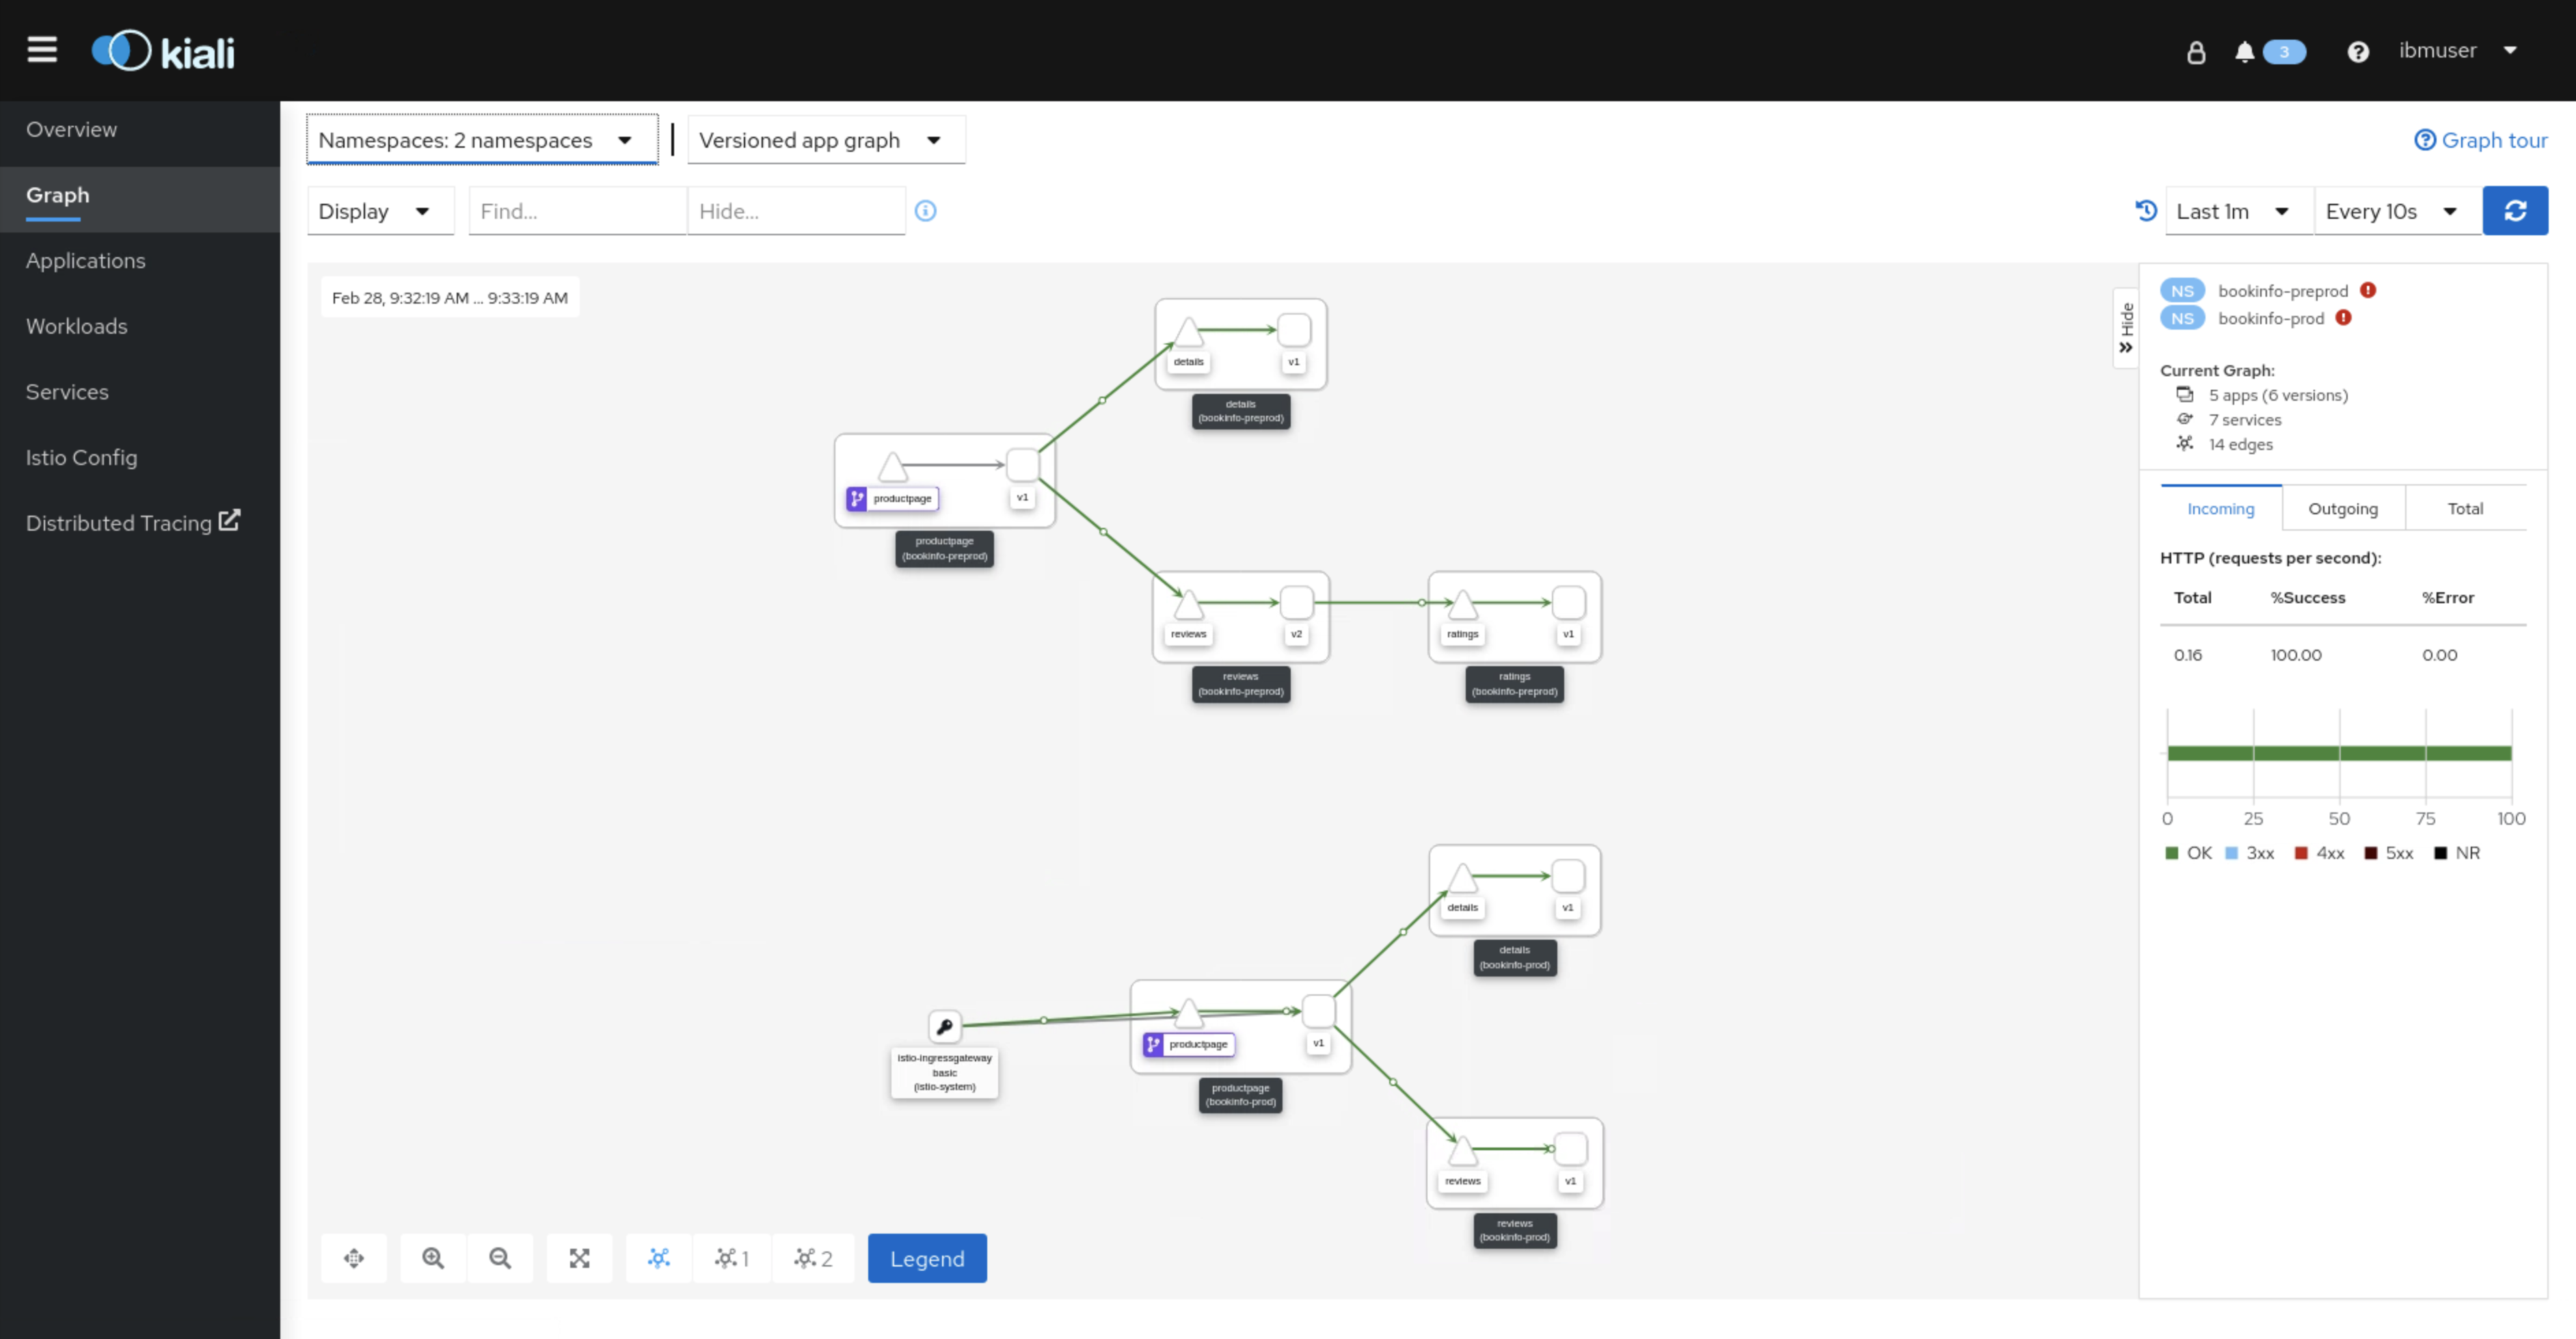 kiali
3
ibmuser
Overview
Graph
Applications
Workloads
Services
Istio Config
Distributed Tracing
Namespaces: 2 namespaces
Versioned app graph
Graph tour
Display
Find...
Hide...
Last 1m
Every 10s
Feb 28, 9:32:19 AM ... 9:33:19 AM
details
v1
details
(bookinfo-preprod)
productpage
v1
productpage
(bookinfo-preprod)
reviews
v2
reviews
(bookinfo-preprod)
ratings
v1
ratings
(bookinfo-preprod)
details
v1
details
(bookinfo-prod)
istio-ingressgateway
basic
(istio-system)
productpage
v1
productpage
(bookinfo-prod)
reviews
v1
reviews
(bookinfo-prod)
1
2
Legend
Hide
NS bookinfo-preprod
NS bookinfo-prod
Current Graph:
5 apps (6 versions)
7 services
14 edges
Incoming
Outgoing
Total
HTTP (requests per second):
Total %Success %Error
0.16 100.00 0.00
0 25 50 75 100
OK 3xx 4xx 5xx NR